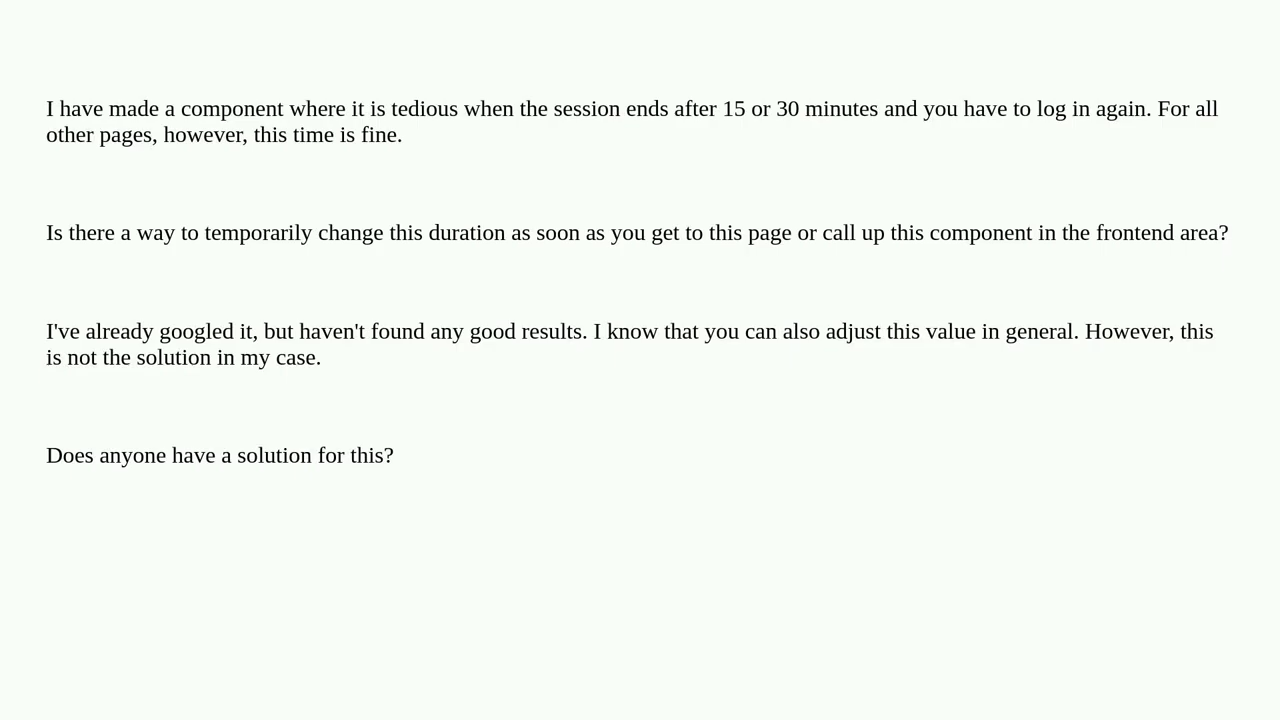 I have made a component where it is tedious when the session ends after 15 or 30 minutes and you have to log in again. For all
other pages, however, this time is fine.
Is there a way to temporarily change this duration as soon as you get to this page or call up this component in the frontend area?
I've already googled it, but haven't found any good results. I know that you can also adjust this value in general. However, this
is not the solution in my case.
Does anyone have a solution for this?